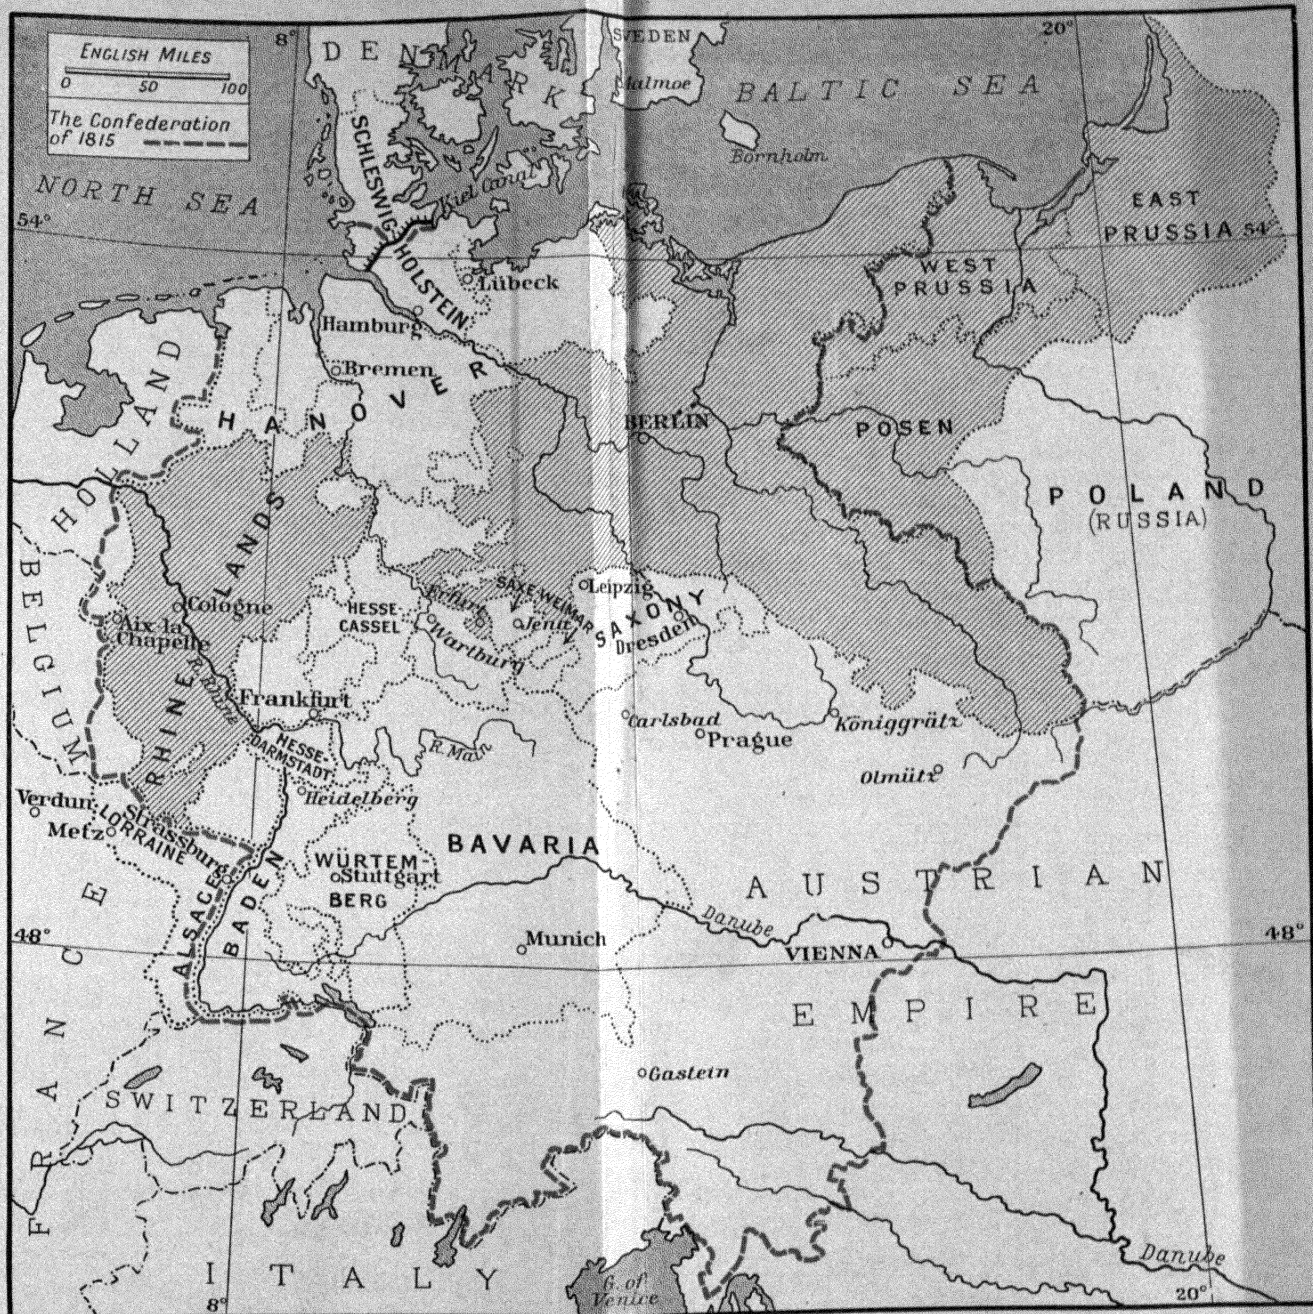 ENGLISH MILES
0 50 100
The Confederation
of 1815
8°
20°
DENMARK
SWEDEN
Malmoe
BALTIC SEA
Bornholm
NORTH SEA
54°
SCHLESWIG
Kiel Canal
HOLSTEIN
Lübeck
Hamburg
Bremen
EAST
PRUSSIA
54°
WEST
PRUSSIA
HOLLAND
HANOVER
BERLIN
POSEN
POLAND
(RUSSIA)
BELGIUM
RHINE LANDS
Cologne
Aix la
Chapelle
R. Rhine
HESSE-
CASSEL
Erfurt
SAXE-WEIMAR
Jena
Wartburg
Leipzig
SAXONY
Dresden
Frankfurt
HESSE-
DARMSTADT
R. Main
Carlsbad
Prague
Königgrätz
Olmütz
Heidelberg
Verdun
Metz
LORRAINE
Strassburg
ALSACE
BADEN
WÜRTEM-
Stuttgart
BERG
BAVARIA
Munich
Danube
VIENNA
AUSTRIAN
EMPIRE
48°
48°
FRANCE
SWITZERLAND
Gastein
ITALY
G. of
Venice
Danube
8°
20°